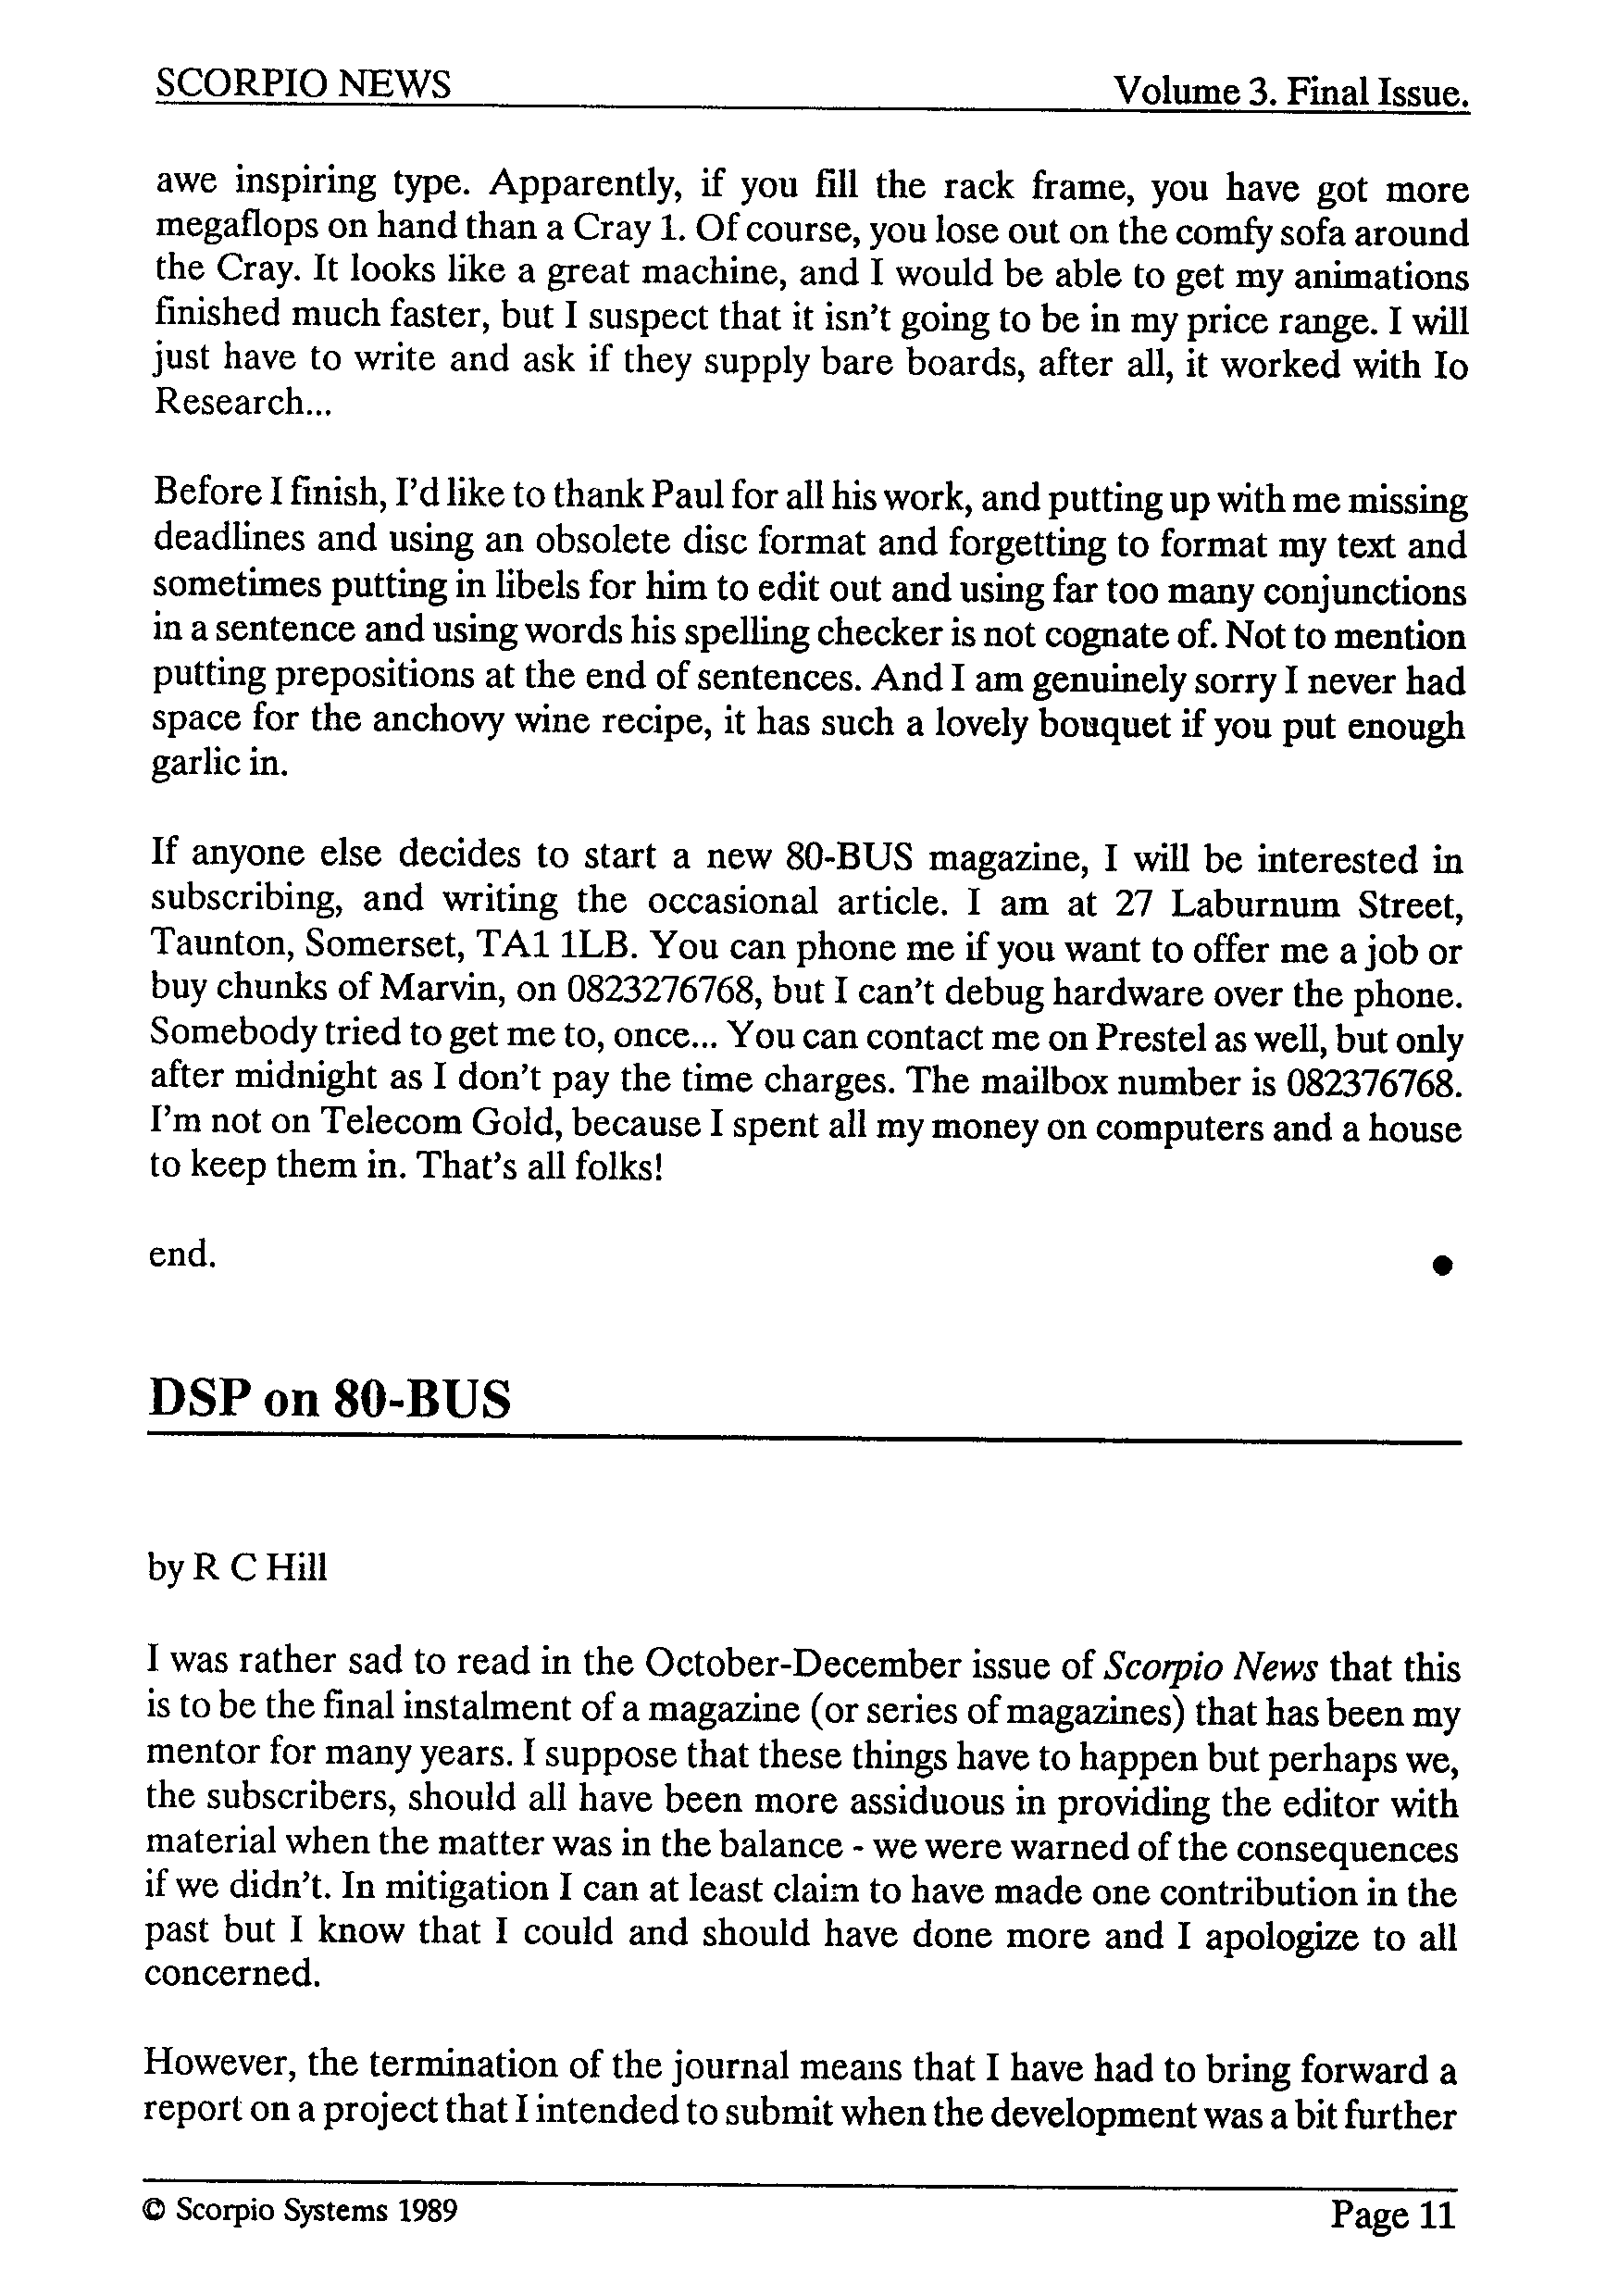 SCORPIO NEWS
Volume 3. Final Issue.
awe inspiring type. Apparently, if you fill the rack frame, you have got more
megaflops on hand than a Cray 1. Of course, you lose out on the comfy sofa around
the Cray. It looks like a great machine, and I would be able to get my animations
finished much faster, but I suspect that it isn't going to be in my price range. I will
just have to write and ask if they supply bare boards, after all, it worked with Io
Research...
Before I finish, I'd like to thank Paul for all his work, and putting up with me missing
deadlines and using an obsolete disc format and forgetting to format my text and
sometimes putting in libels for him to edit out and using far too many conjunctions
in a sentence and using words his spelling checker is not cognate of. Not to mention
putting prepositions at the end of sentences. And I am genuinely sorry I never had
space for the anchovy wine recipe, it has such a lovely bouquet if you put enough
garlic in.
If anyone else decides to start a new 80-BUS magazine, I will be interested in
subscribing, and writing the occasional article. I am at 27 Laburnum Street,
Taunton, Somerset, TA1 1LB. You can phone me if you want to offer me a job or
buy chunks of Marvin, on 0823276768, but I can't debug hardware over the phone.
Somebody tried to get me to, once... You can contact me on Prestel as well, but only
after midnight as I don't pay the time charges. The mailbox number is 082376768.
I'm not on Telecom Gold, because I spent all my money on computers and a house
to keep them in. That's all folks!
end. ●
DSP on 80-BUS
by R C Hill
I was rather sad to read in the October-December issue of Scorpio News that this
is to be the final instalment of a magazine (or series of magazines) that has been my
mentor for many years. I suppose that these things have to happen but perhaps we,
the subscribers, should all have been more assiduous in providing the editor with
material when the matter was in the balance - we were warned of the consequences
if we didn't. In mitigation I can at least claim to have made one contribution in the
past but I know that I could and should have done more and I apologize to all
concerned.
However, the termination of the journal means that I have had to bring forward a
report on a project that I intended to submit when the development was a bit further
© Scorpio Systems 1989
Page 11